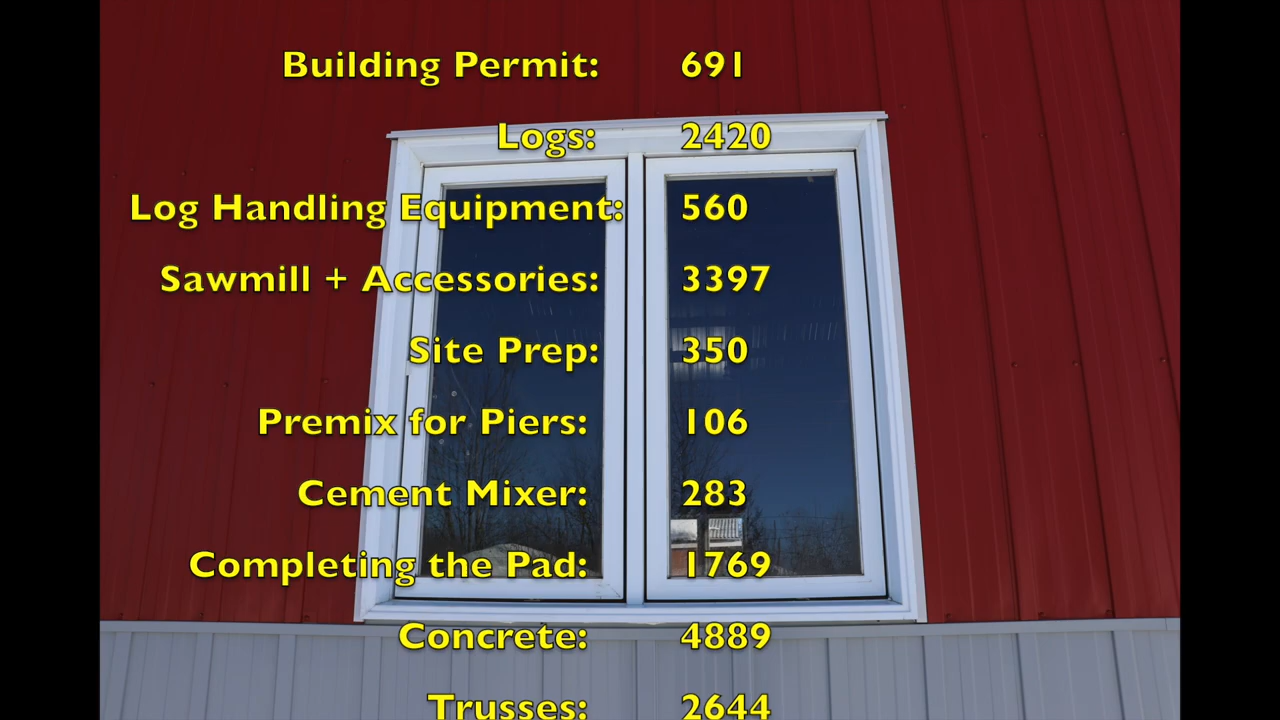 Building Permit: 691
Logs: 2420
Log Handling Equipment: 560
Sawmill + Accessories: 3397
Site Prep: 350
Premix for Piers: 106
Cement Mixer: 283
Completing the Pad: 1769
Concrete: 4889
Trusses: 2644